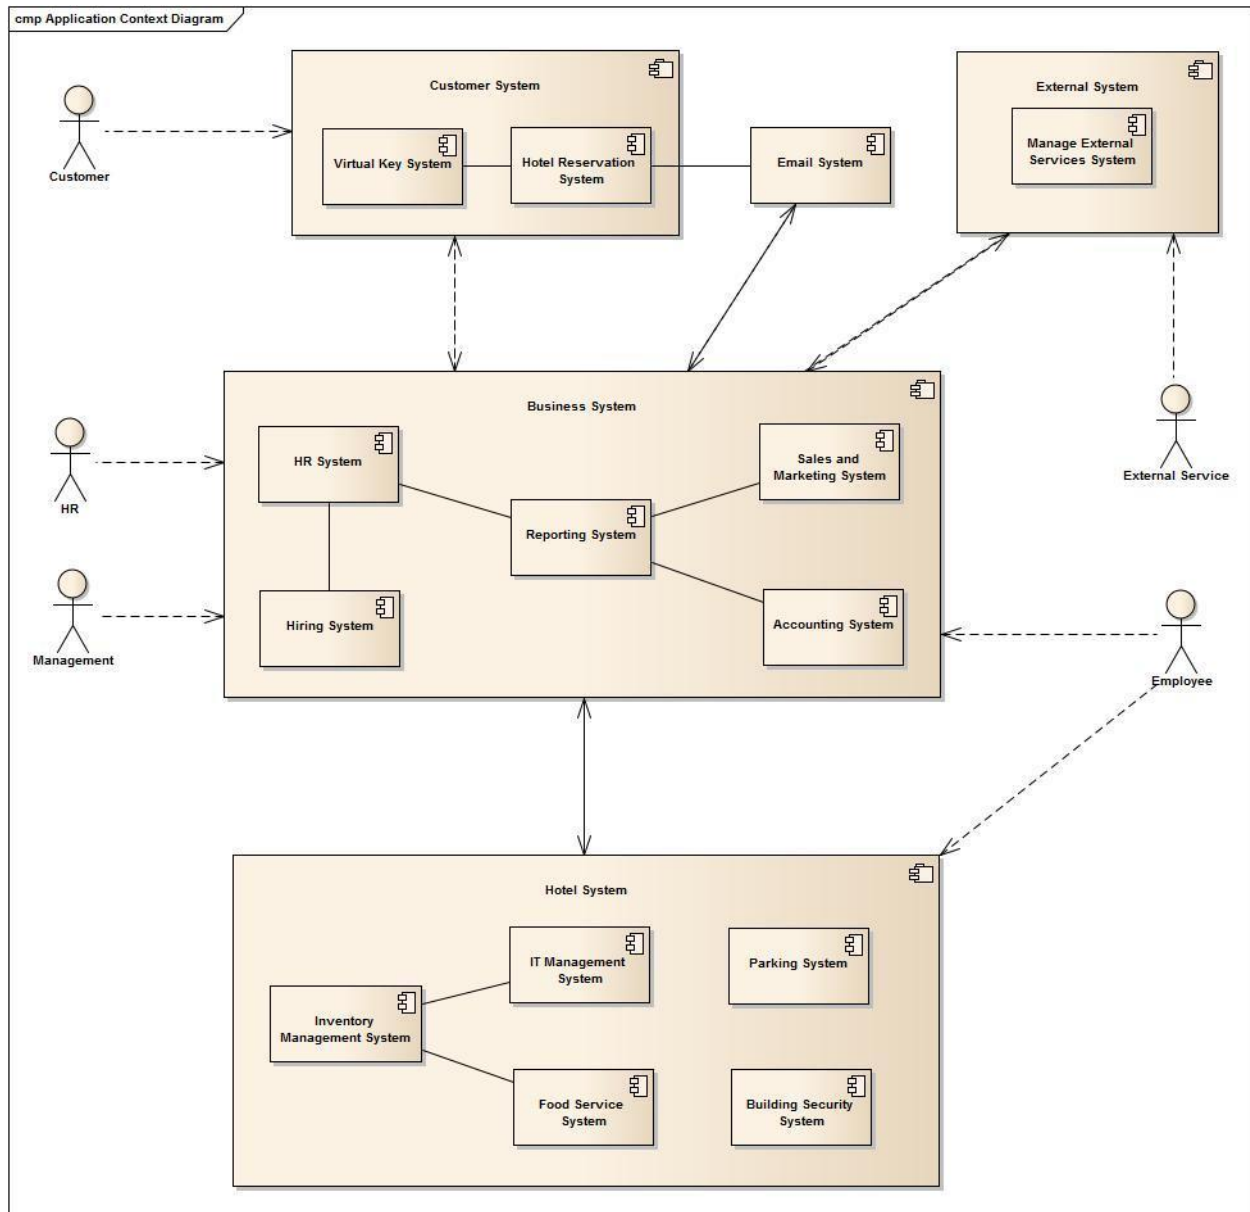 cmp Application Context Diagram
Customer System
External System
Virtual Key System
Hotel Reservation
System
Email System
Manage External
Services System
Customer
Business System
HR System
Sales and
Marketing System
HR
External Service
Reporting System
Hiring System
Accounting System
Management
Employee
Hotel System
IT Management
System
Parking System
Inventory
Management System
Food Service
System
Building Security
System